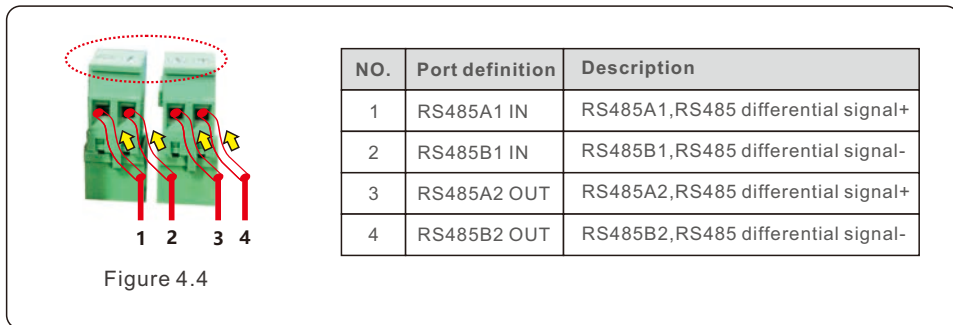 NO. Port definition Description
1 RS485A1 IN RS485A1,RS485 differential signal+
2 RS485B1 IN RS485B1,RS485 differential signal-
3 RS485A2 OUT RS485A2,RS485 differential signal+
4 RS485B2 OUT RS485B2,RS485 differential signal-
1 2 3 4
Figure 4.4